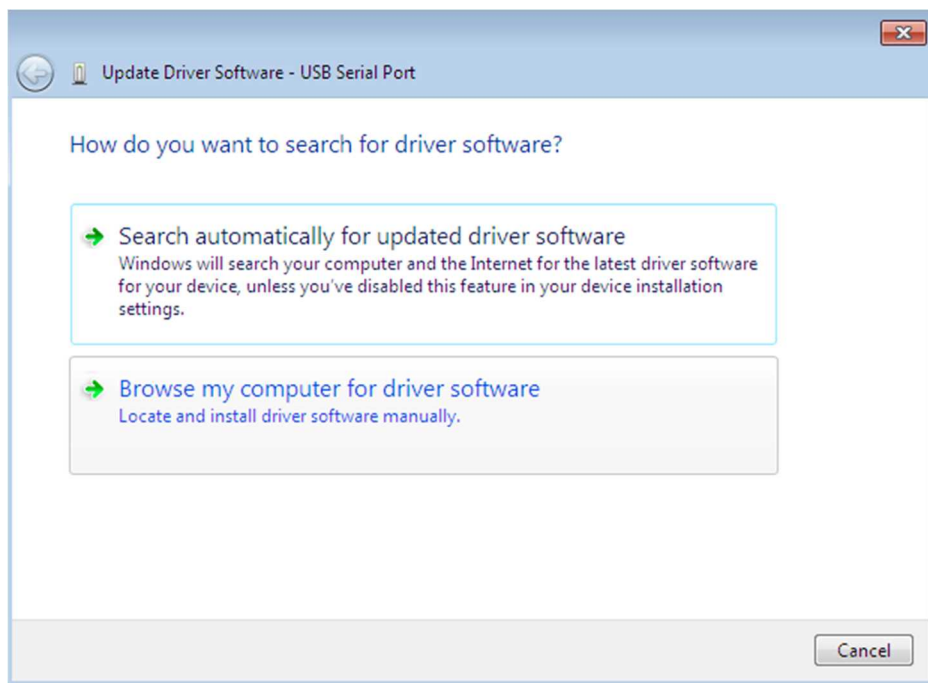 Update Driver Software - USB Serial Port
How do you want to search for driver software?
Search automatically for updated driver software
Windows will search your computer and the Internet for the latest driver software
for your device, unless you've disabled this feature in your device installation
settings.
Browse my computer for driver software
Locate and install driver software manually.
Cancel